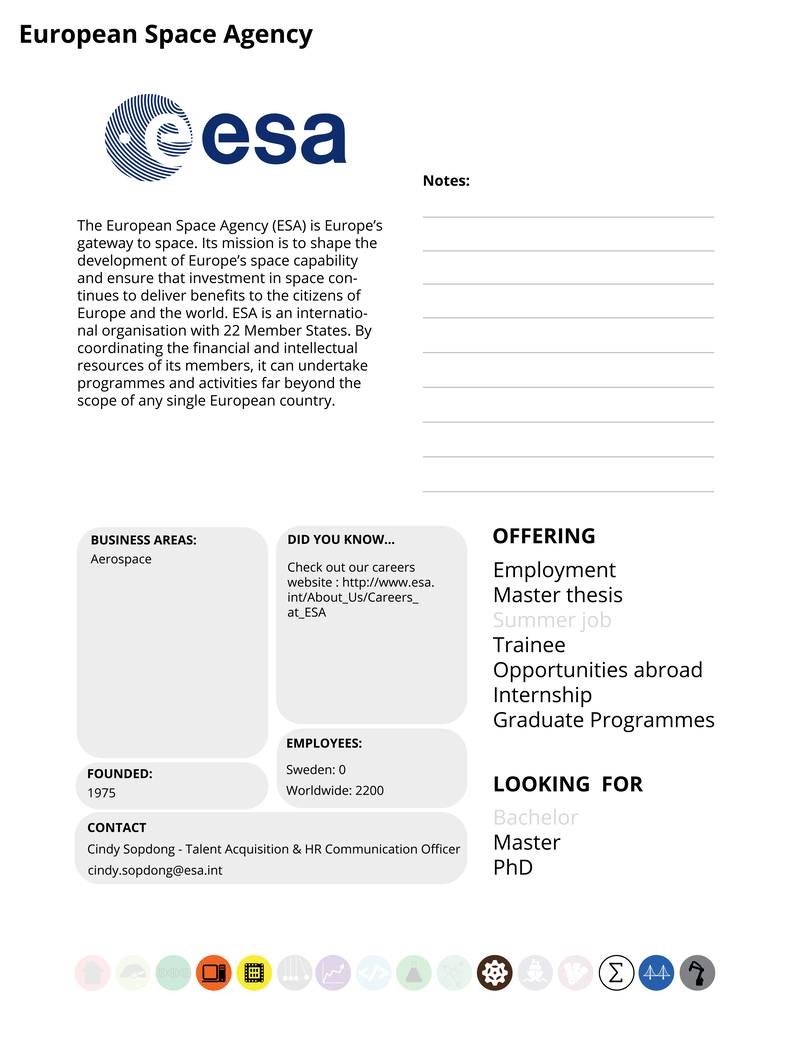 European Space Agency
esa
Notes:
The European Space Agency (ESA) is Europe’s
gateway to space. Its mission is to shape the
development of Europe’s space capability
and ensure that investment in space con-
tinues to deliver benefits to the citizens of
Europe and the world. ESA is an internatio-
nal organisation with 22 Member States. By
coordinating the financial and intellectual
resources of its members, it can undertake
programmes and activities far beyond the
scope of any single European country.
BUSINESS AREAS:
Aerospace
DID YOU KNOW...
Check out our careers
website : http://www.esa.
int/About_Us/Careers_
at_ESA
EMPLOYEES:
Sweden: 0
Worldwide: 2200
FOUNDED:
1975
CONTACT
Cindy Sopdong - Talent Acquisition & HR Communication Officer
cindy.sopdong@esa.int
OFFERING
Employment
Master thesis
Summer job
Trainee
Opportunities abroad
Internship
Graduate Programmes
LOOKING FOR
Bachelor
Master
PhD